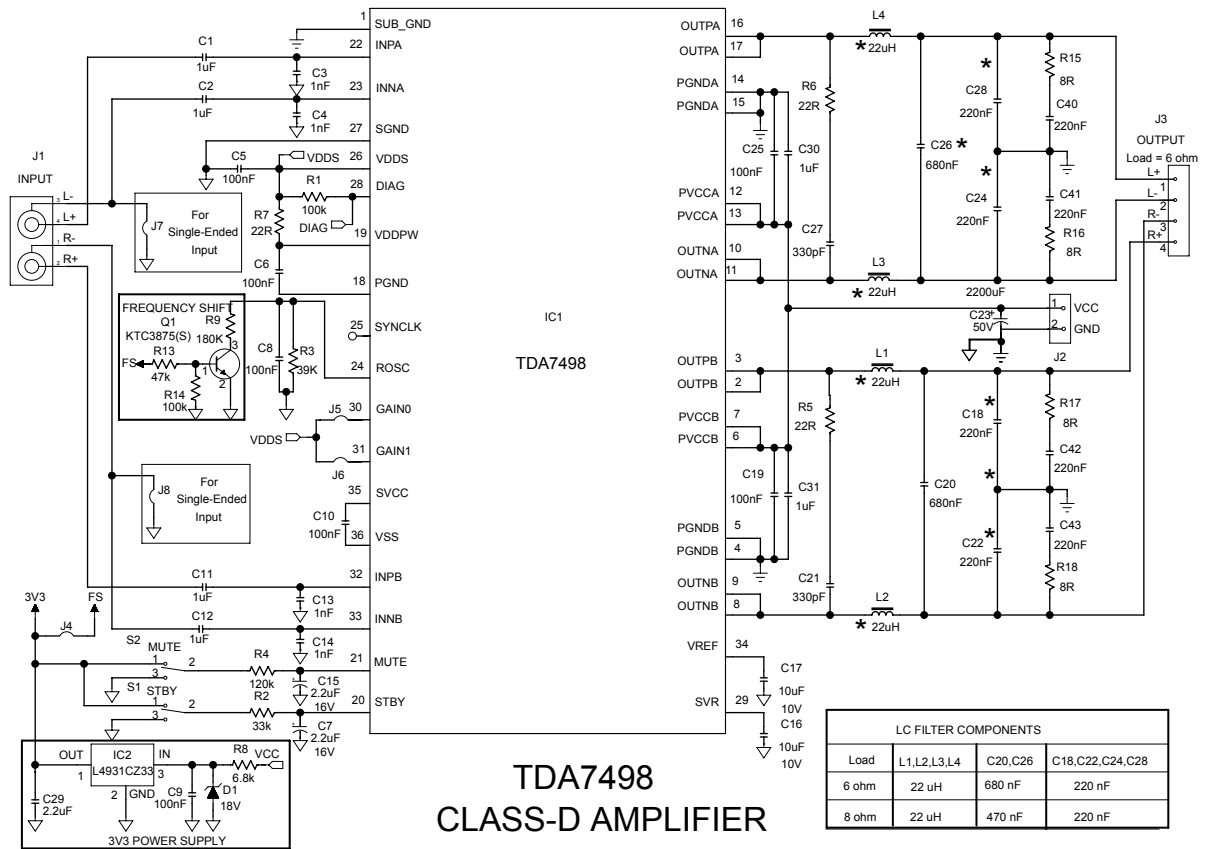 J1
INPUT
3 L-
4 L+
1 R-
2 R+
C1
1uF
C2
1uF
C3
1nF
C4
1nF
C5
100nF
VDDS
R1
100k
R7
22R
DIAG
C6
100nF
J7
For
Single-Ended
Input
FREQUENCY SHIFT
Q1
KTC3875(S)
R9
180K
3
1
2
R13
47k
FS
R14
100k
C8
100nF
R3
39K
VDDS
J5
J6
J8
For
Single-Ended
Input
C10
100nF
C11
1uF
C12
1uF
C13
1nF
C14
1nF
3V3
FS
J4
S2
MUTE
1
3
2
S1
STBY
1
3
2
R4
120k
R2
33k
C15
2.2uF
16V
C7
2.2uF
16V
OUT
1
IC2
L4931CZ33
2
GND
IN
3
R8
6.8k
VCC
C9
100nF
D1
18V
C29
2.2uF
3V3 POWER SUPPLY
1 SUB_GND
22 INPA
23 INNA
27 SGND
26 VDDS
28 DIAG
19 VDDPW
18 PGND
25 SYNCLK
24 ROSC
30 GAIN0
31 GAIN1
35 SVCC
36 VSS
32 INPB
33 INNB
21 MUTE
20 STBY
IC1
TDA7498
OUTPA 16
OUTPA 17
PGNDA 14
PGNDA 15
PVCCA 12
PVCCA 13
OUTNA 10
OUTNA 11
OUTPB 3
OUTPB 2
PVCCB 7
PVCCB 6
PGNDB 5
PGNDB 4
OUTNB 9
OUTNB 8
VREF 34
SVR 29
L4
* 22uH
R6
22R
C25
100nF
C30
1uF
C27
330pF
L3
* 22uH
C26 *
680nF
*
C28
220nF
*
C24
220nF
R15
8R
C40
220nF
C41
220nF
R16
8R
J3
OUTPUT
Load = 6 ohm
L+
1
L-
2
R-
3
R+
4
2200uF
C23 +
50V
1 VCC
2 GND
J2
L1
* 22uH
R5
22R
C19
100nF
C31
1uF
C21
330pF
L2
* 22uH
C20
680nF
*
C18
220nF
*
*
C22
220nF
R17
8R
C42
220nF
C43
220nF
R18
8R
C17
10uF
10V
C16
10uF
10V
TDA7498
CLASS-D AMPLIFIER
LC FILTER COMPONENTS
Load L1,L2,L3,L4 C20,C26 C18,C22,C24,C28
6 ohm 22 uH 680 nF 220 nF
8 ohm 22 uH 470 nF 220 nF